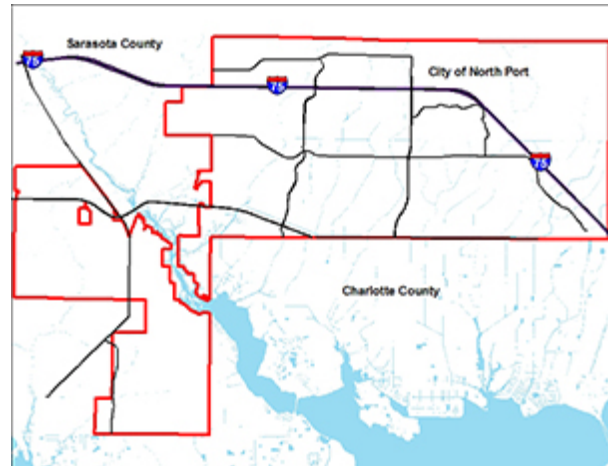 Sarasota County
75
City of North Port
75
75
Charlotte County